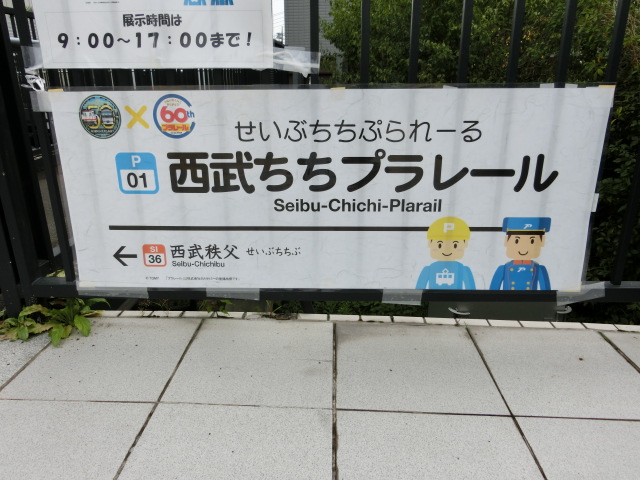 展示時間は
9:00〜17:00まで!
60th
プラレール
×
せいぶちちぷられーる
P
01
西武ちちプラレール
Seibu-Chichi-Plarail
SI
36
西武秩父 せいぶちちぶ
Seibu-Chichibu